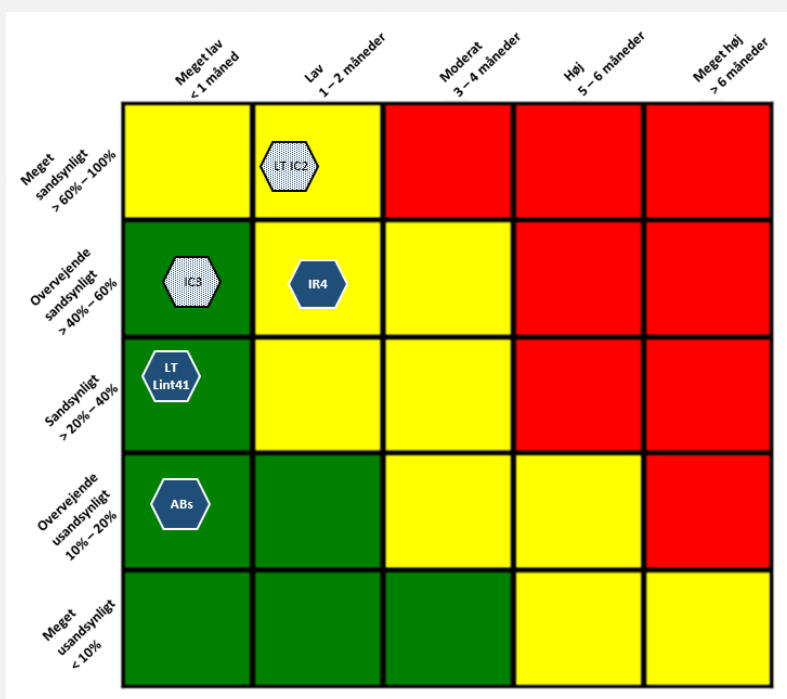 Meget lav
< 1 måned
Lav
1 – 2 måneder
Moderat
3 – 4 måneder
Høj
5 – 6 måneder
Meget høj
> 6 måneder
Meget
sandsynligt
> 60% – 100%
LT IC2
Overvejende
sandsynligt
> 40% – 60%
IC3
IR4
Sandsynligt
> 20% – 40%
LT
Lint41
Overvejende
usandsynligt
10% – 20%
ABs
Meget
usandsynligt
< 10%